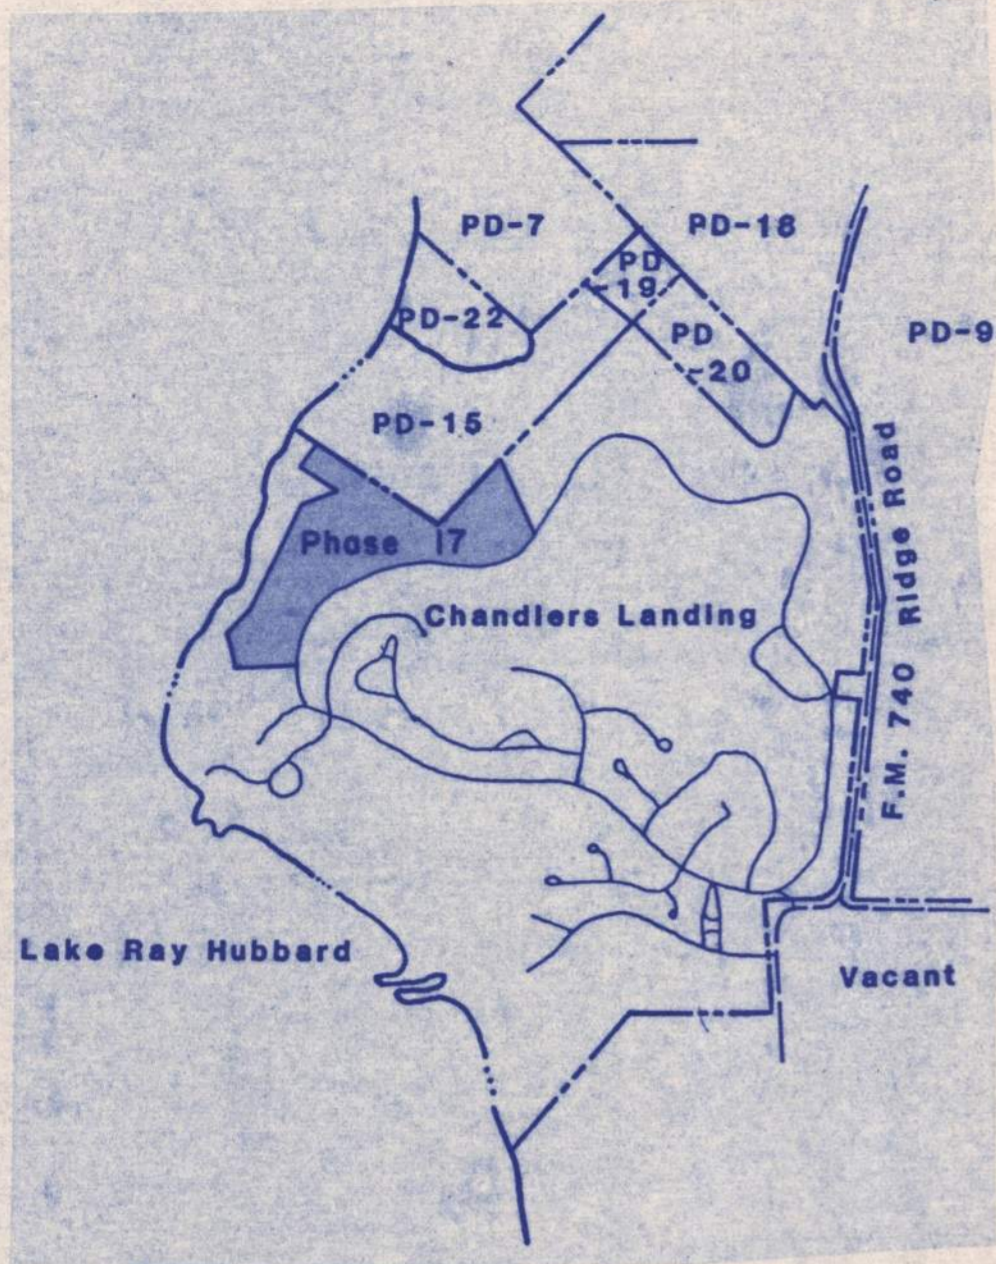 PD-7
PD-18
PD
-19
PD-22
PD
-20
PD-9
PD-15
Phase 17
Chandlers Landing
F.M. 740 Ridge Road
Lake Ray Hubbard
Vacant